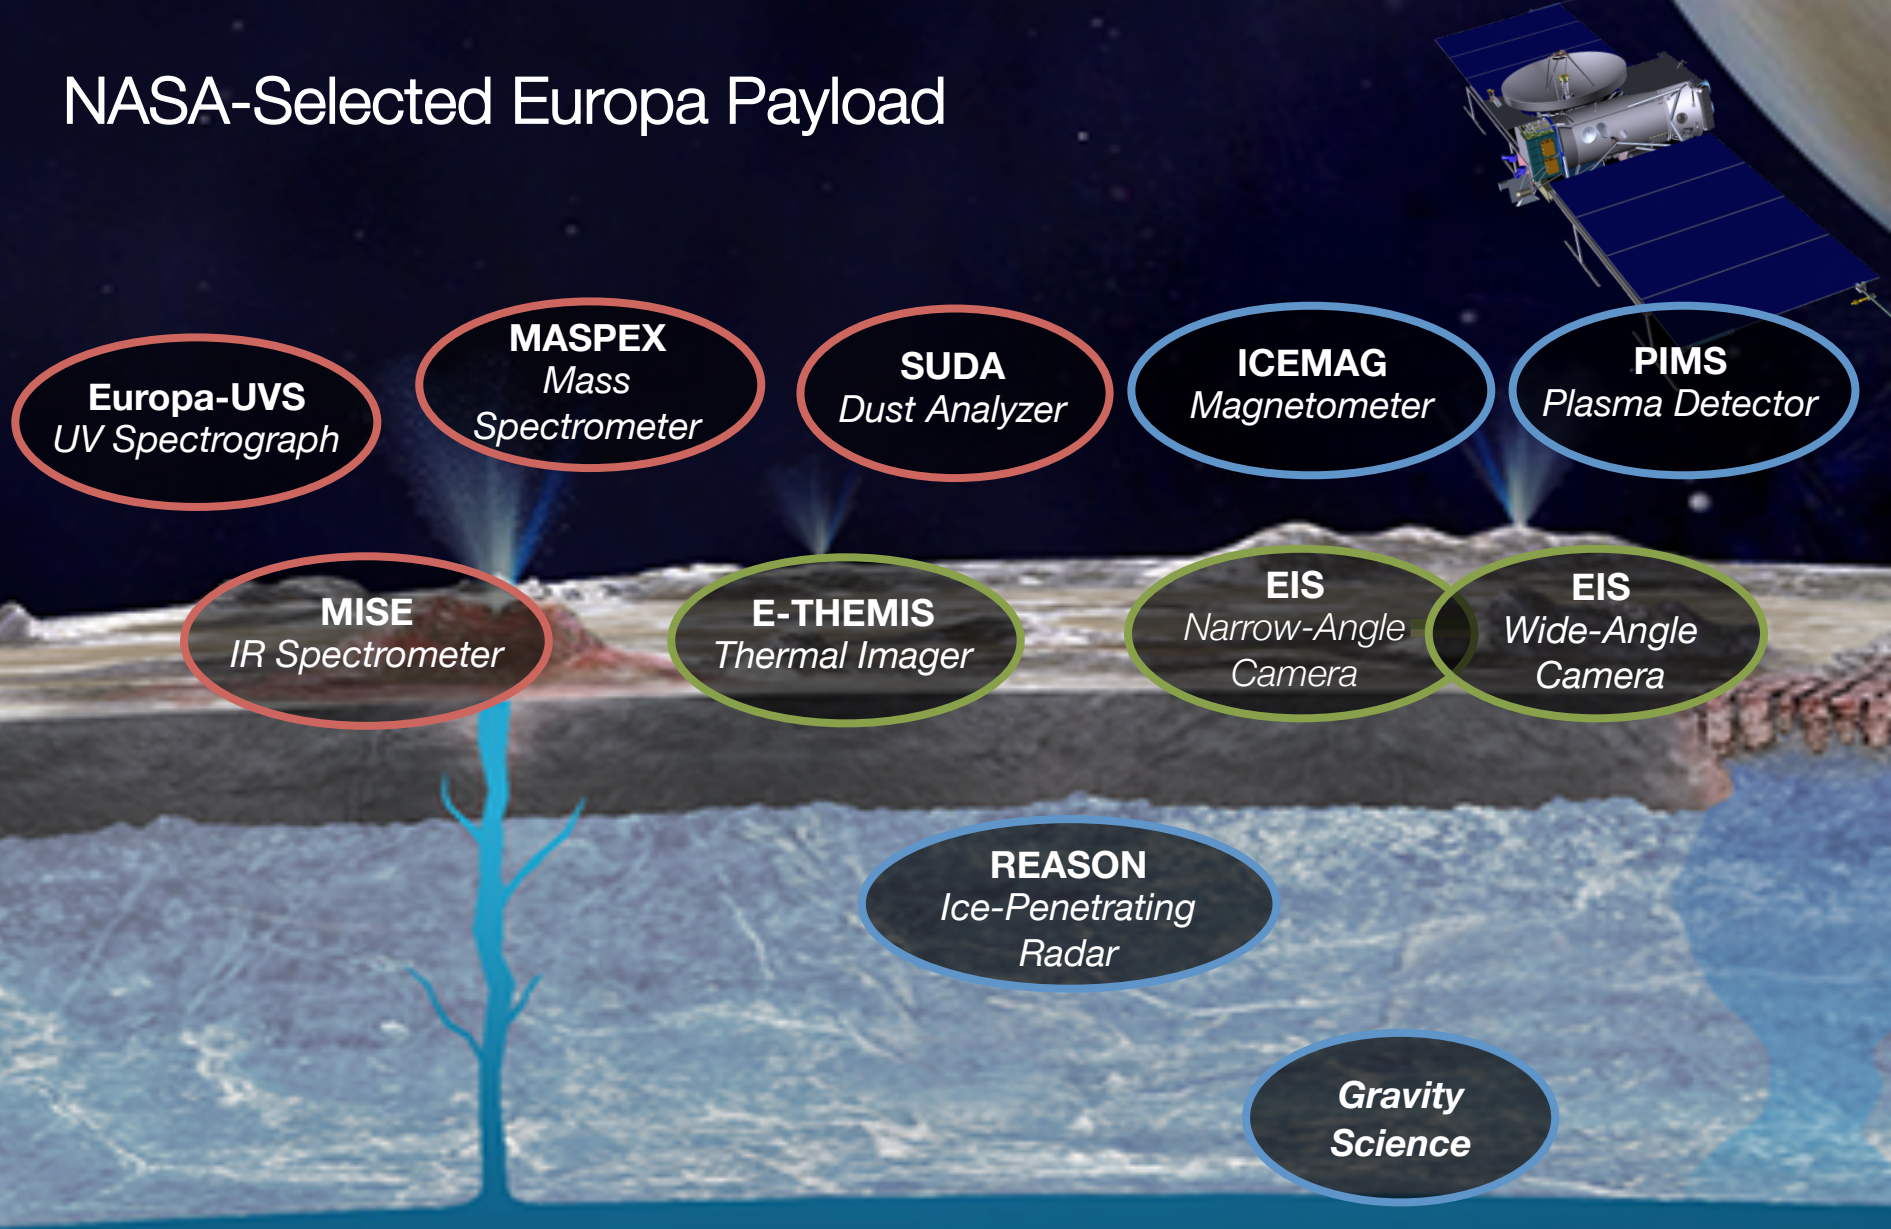 NASA-Selected Europa Payload
Europa-UVS
UV Spectrograph
MASPEX
Mass
Spectrometer
SUDA
Dust Analyzer
ICEMAG
Magnetometer
PIMS
Plasma Detector
MISE
IR Spectrometer
E-THEMIS
Thermal Imager
EIS
Narrow-Angle
Camera
EIS
Wide-Angle
Camera
REASON
Ice-Penetrating
Radar
Gravity
Science